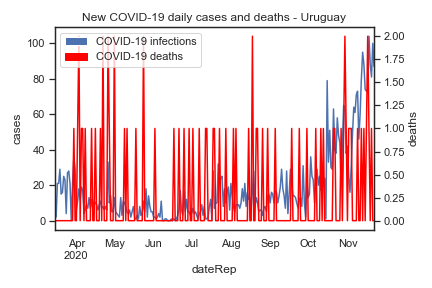 New COVID-19 daily cases and deaths - Uruguay
COVID-19 infections
COVID-19 deaths
100
80
60
40
20
0
cases
2.00
1.75
1.50
1.25
1.00
0.75
0.50
0.25
0.00
deaths
Apr May Jun Jul Aug Sep Oct Nov
2020
dateRep